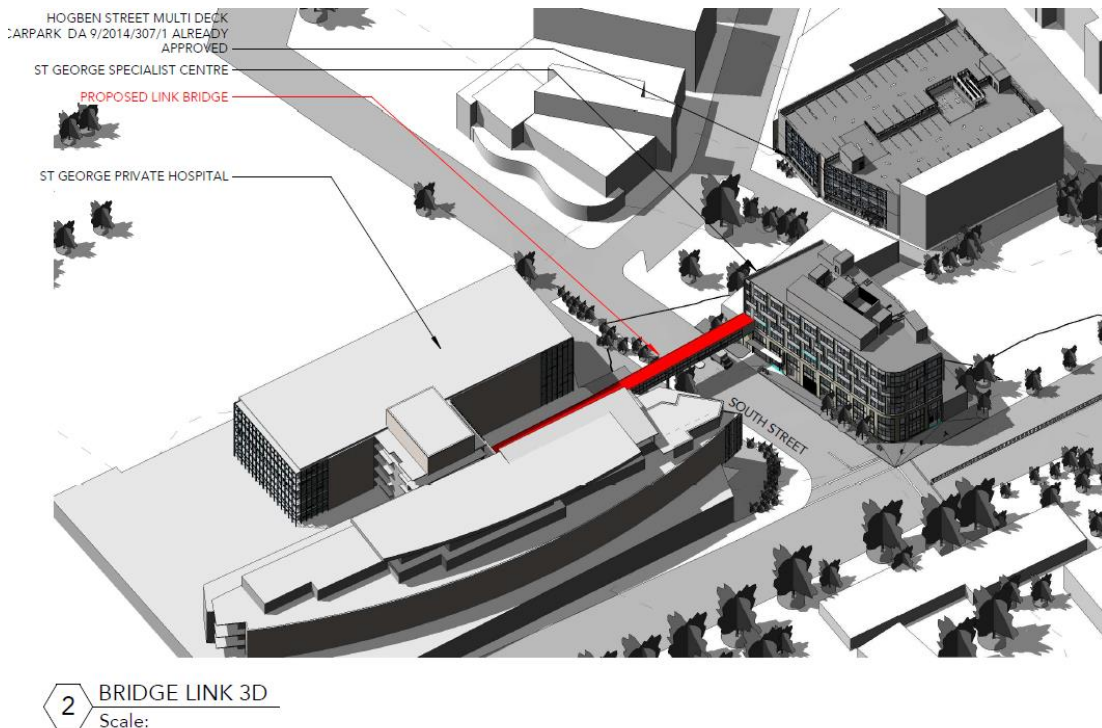 HOGBEN STREET MULTI DECK
CARPARK DA 9/2014/307/1 ALREADY
APPROVED
ST GEORGE SPECIALIST CENTRE
PROPOSED LINK BRIDGE
ST GEORGE PRIVATE HOSPITAL
SOUTH STREET
2
BRIDGE LINK 3D
Scale: